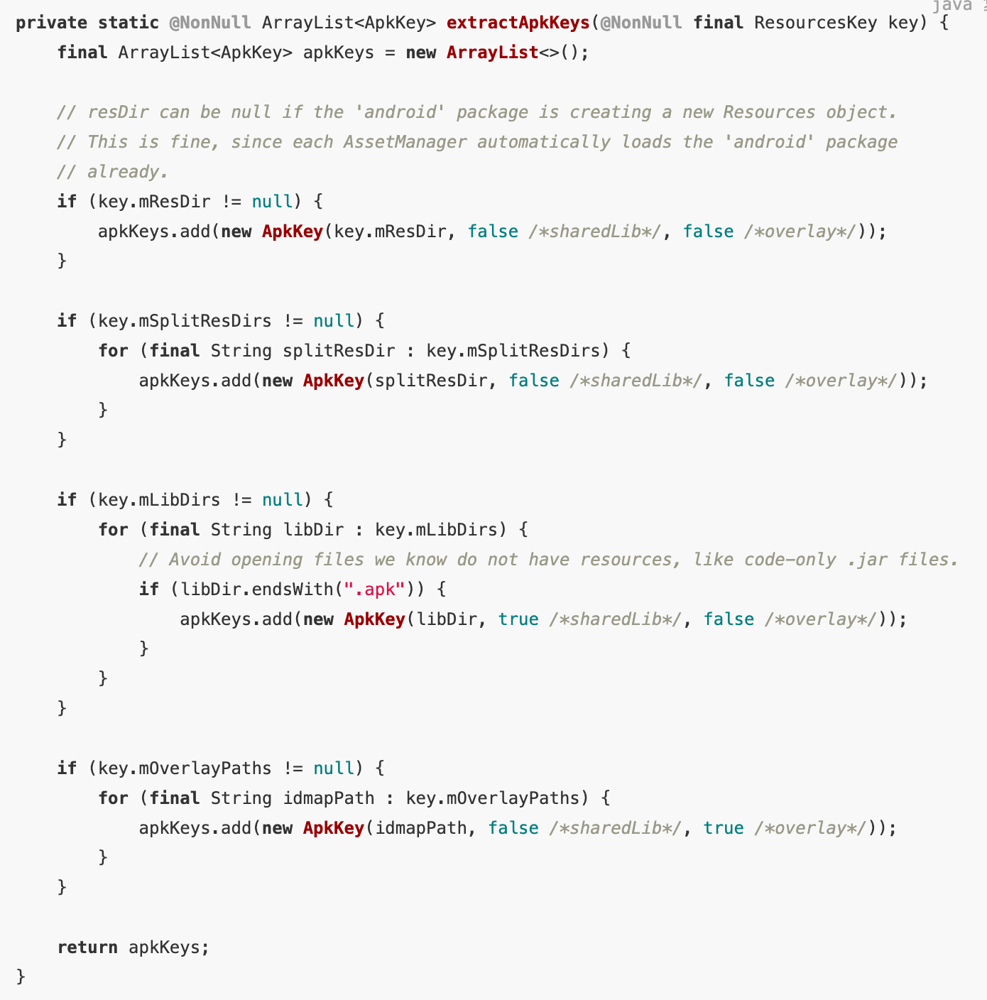 java
private static @NonNull ArrayList<ApkKey> extractApkKeys(@NonNull final ResourcesKey key) {
    final ArrayList<ApkKey> apkKeys = new ArrayList<>();

    // resDir can be null if the 'android' package is creating a new Resources object.
    // This is fine, since each AssetManager automatically loads the 'android' package
    // already.
    if (key.mResDir != null) {
        apkKeys.add(new ApkKey(key.mResDir, false /*sharedLib*/, false /*overlay*/));
    }

    if (key.mSplitResDirs != null) {
        for (final String splitResDir : key.mSplitResDirs) {
            apkKeys.add(new ApkKey(splitResDir, false /*sharedLib*/, false /*overlay*/));
        }
    }

    if (key.mLibDirs != null) {
        for (final String libDir : key.mLibDirs) {
            // Avoid opening files we know do not have resources, like code-only .jar files.
            if (libDir.endsWith(".apk")) {
                apkKeys.add(new ApkKey(libDir, true /*sharedLib*/, false /*overlay*/));
            }
        }
    }

    if (key.mOverlayPaths != null) {
        for (final String idmapPath : key.mOverlayPaths) {
            apkKeys.add(new ApkKey(idmapPath, false /*sharedLib*/, true /*overlay*/));
        }
    }

    return apkKeys;
}